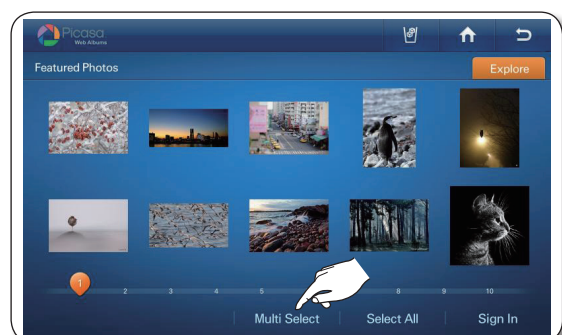 Picasa
Web Albums
Featured Photos
Explore
1 2 3 4 5 8 9 10
Multi Select Select All Sign In